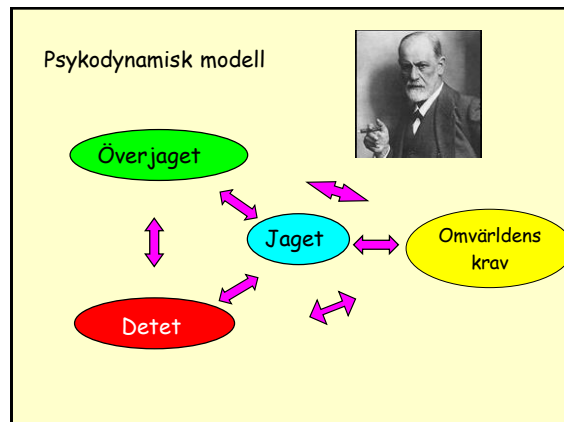 Psykodynamisk modell
Överjaget
Jaget
Omvärldens
krav
Detet